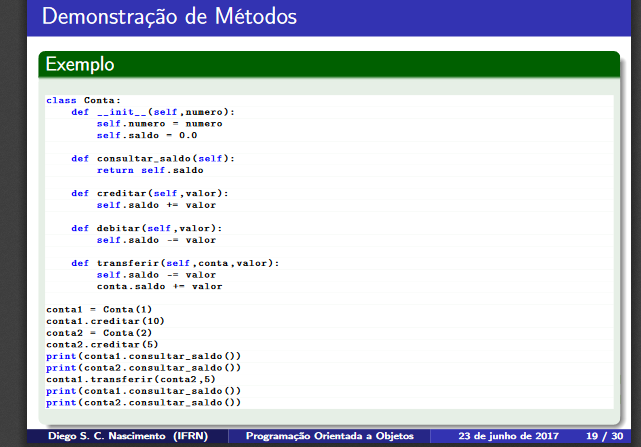 Demonstração de Métodos
Exemplo
class Conta:
    def __init__(self,numero):
        self.numero = numero
        self.saldo = 0.0

    def consultar_saldo(self):
        return self.saldo

    def creditar(self,valor):
        self.saldo += valor

    def debitar(self,valor):
        self.saldo -= valor

    def transferir(self,conta,valor):
        self.saldo -= valor
        conta.saldo += valor

conta1 = Conta(1)
conta1.creditar(10)
conta2 = Conta(2)
conta2.creditar(5)
print(conta1.consultar_saldo())
print(conta2.consultar_saldo())
conta1.transferir(conta2,5)
print(conta1.consultar_saldo())
print(conta2.consultar_saldo())
Diego S. C. Nascimento (IFRN) Programação Orientada a Objetos 23 de junho de 2017 19 / 30